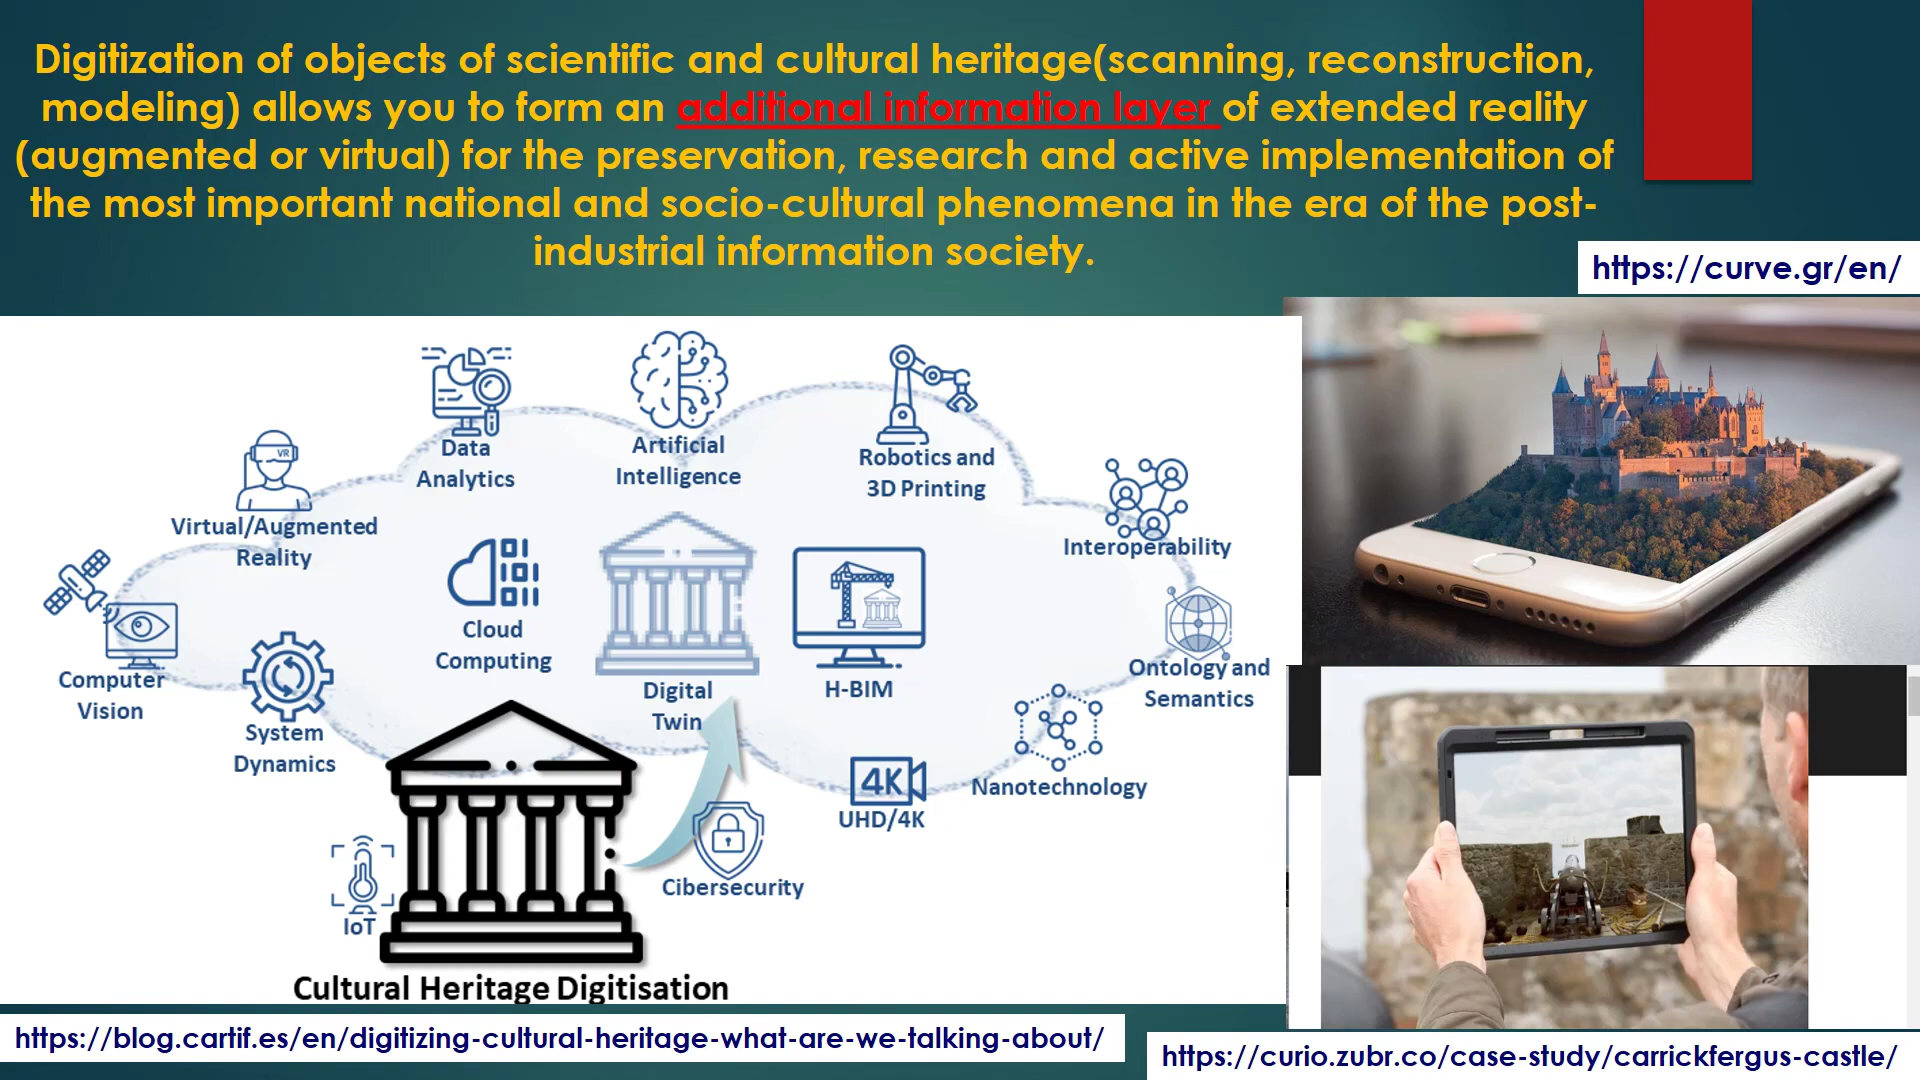 Digitization of objects of scientific and cultural heritage(scanning, reconstruction,
modeling) allows you to form an additional information layer of extended reality
(augmented or virtual) for the preservation, research and active implementation of
the most important national and socio-cultural phenomena in the era of the post-
industrial information society.
https://curve.gr/en/
Data
Analytics
Artificial
Intelligence
Robotics and
3D Printing
VR
Virtual/Augmented
Reality
Interoperability
Cloud
Computing
Computer
Vision
System
Dynamics
Digital
Twin
H-BIM
Ontology and
Semantics
4K
UHD/4K
Nanotechnology
IoT
Cibersecurity
Cultural Heritage Digitisation
https://blog.cartif.es/en/digitizing-cultural-heritage-what-are-we-talking-about/
https://curio.zubr.co/case-study/carrickfergus-castle/